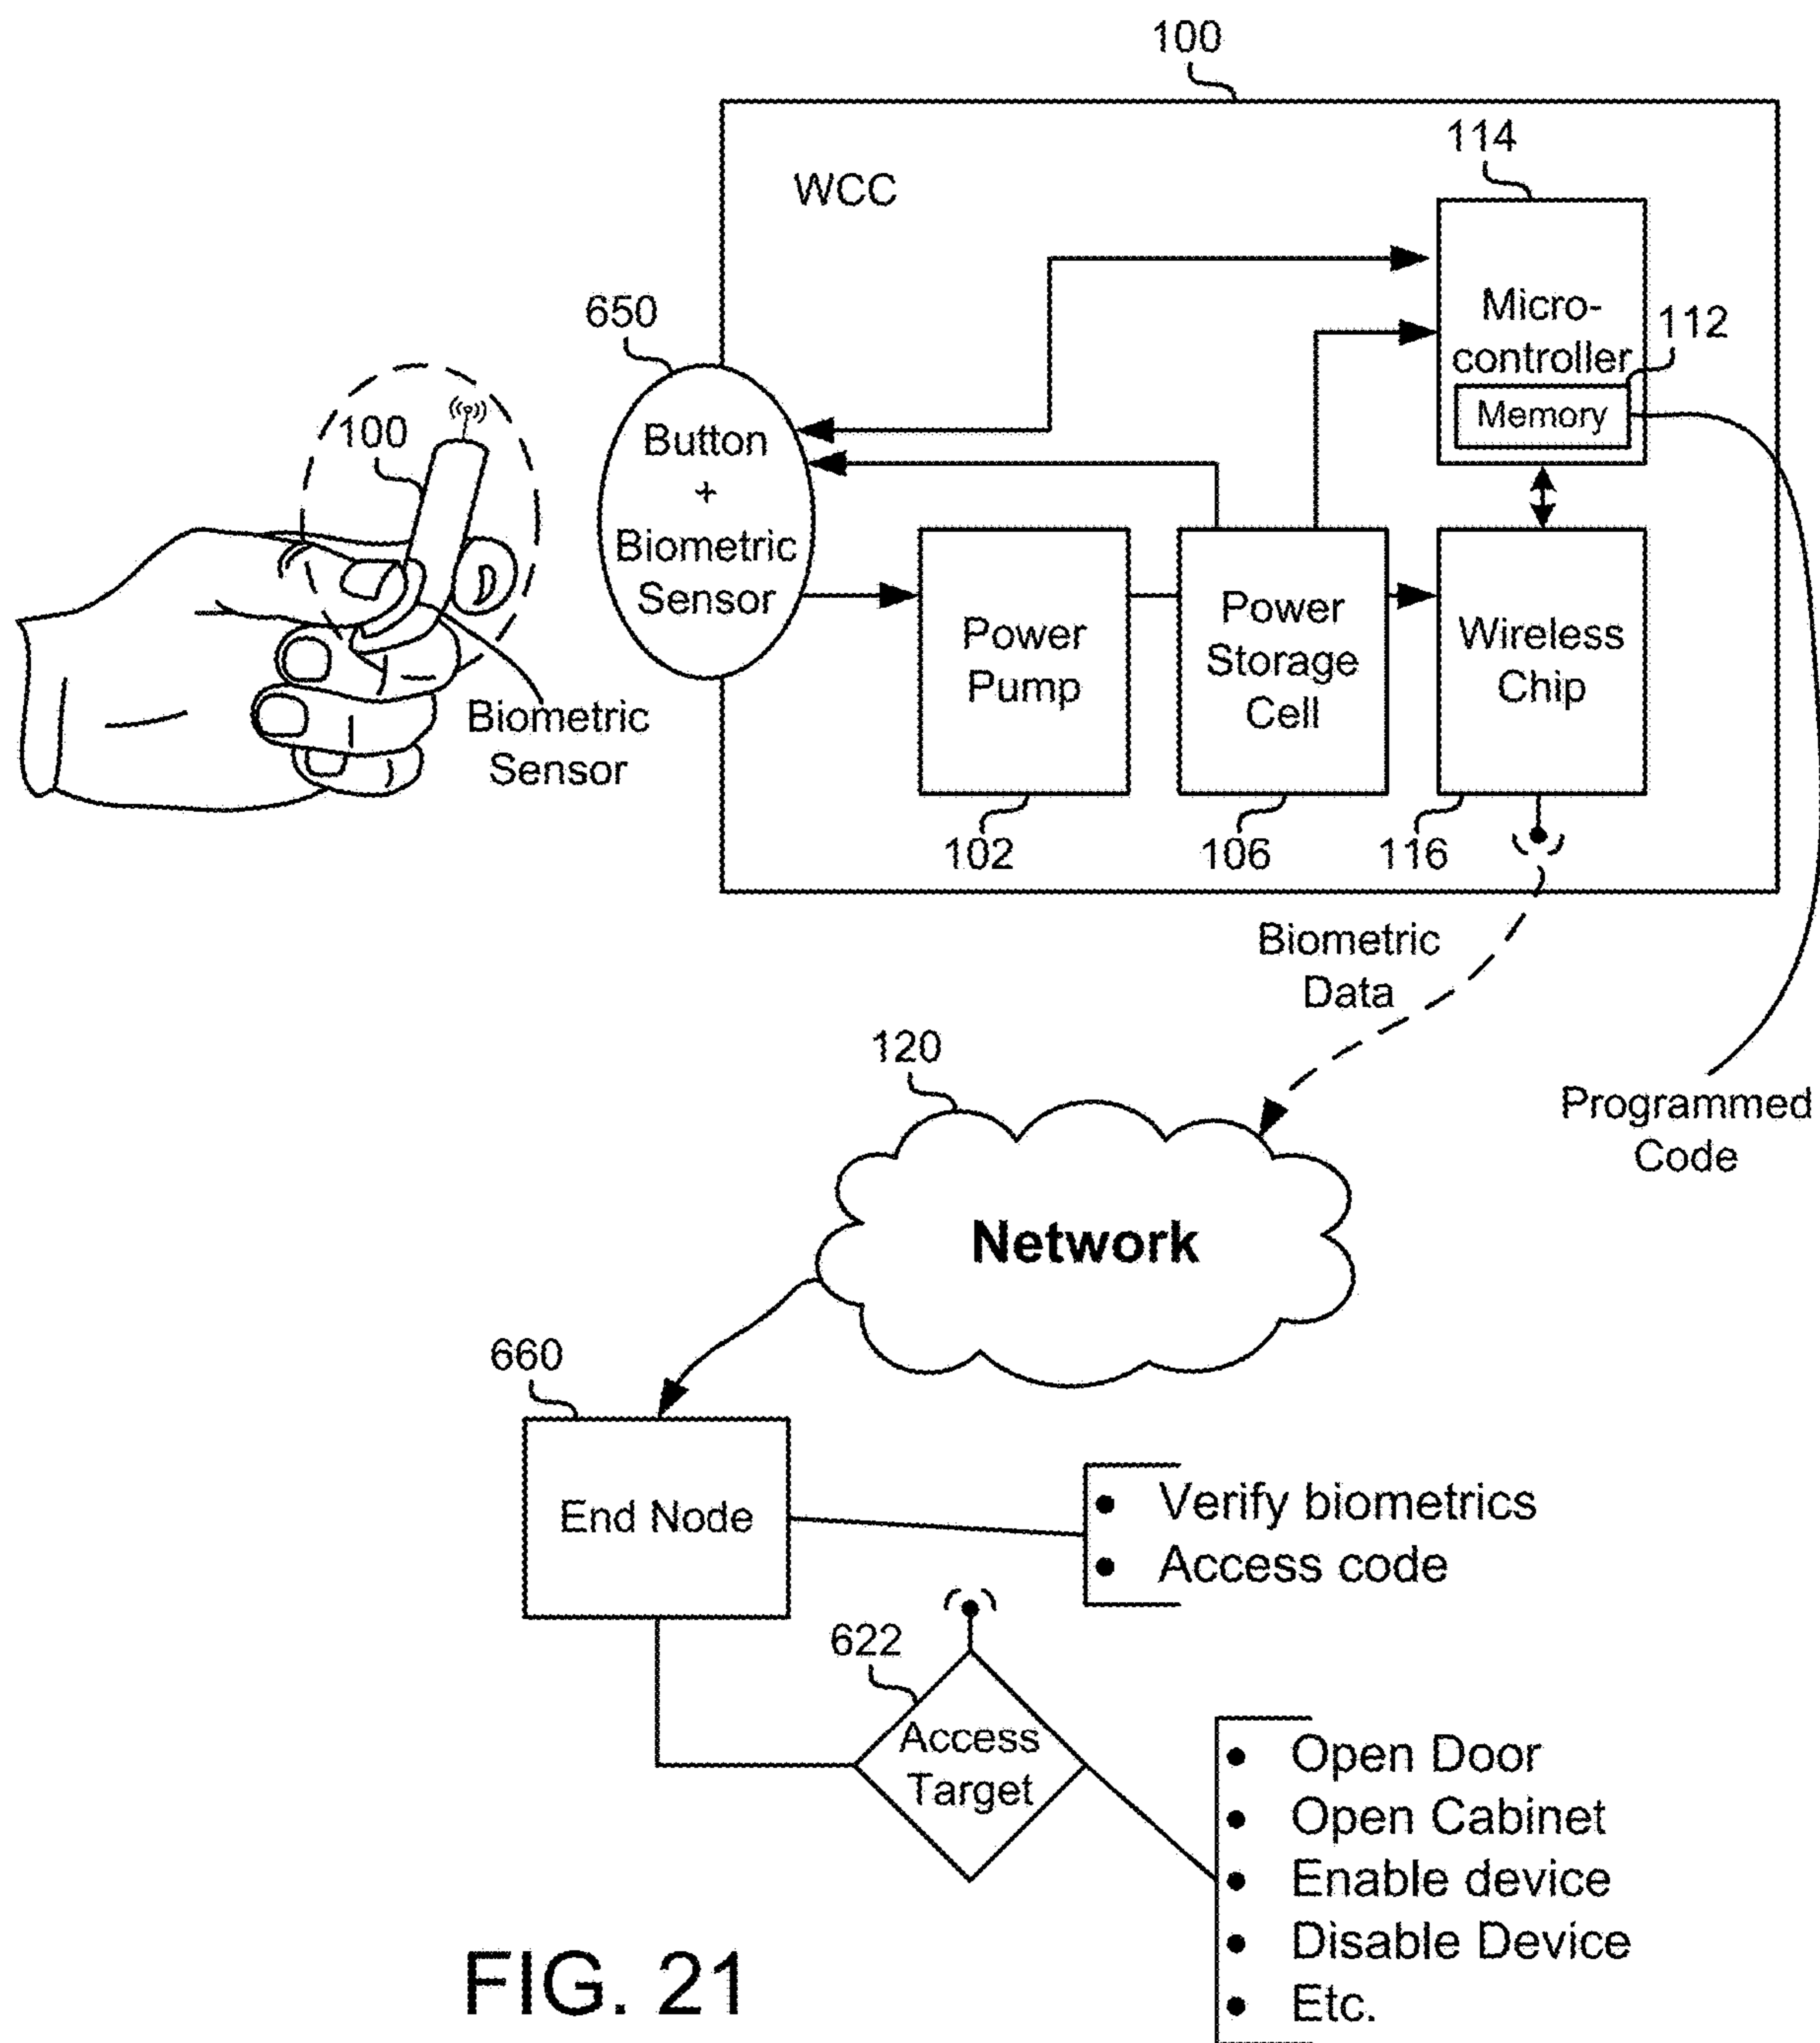 100
WCC
114
Micro-
controller
112
Memory
650
Button
+
Biometric
Sensor
100
Biometric
Sensor
Power
Pump
102
Power
Storage
Cell
106
Wireless
Chip
116
Biometric
Data
Programmed
Code
120
Network
660
End Node
• Verify biometrics
• Access code
622
Access
Target
• Open Door
• Open Cabinet
• Enable device
• Disable Device
• Etc.
FIG. 21